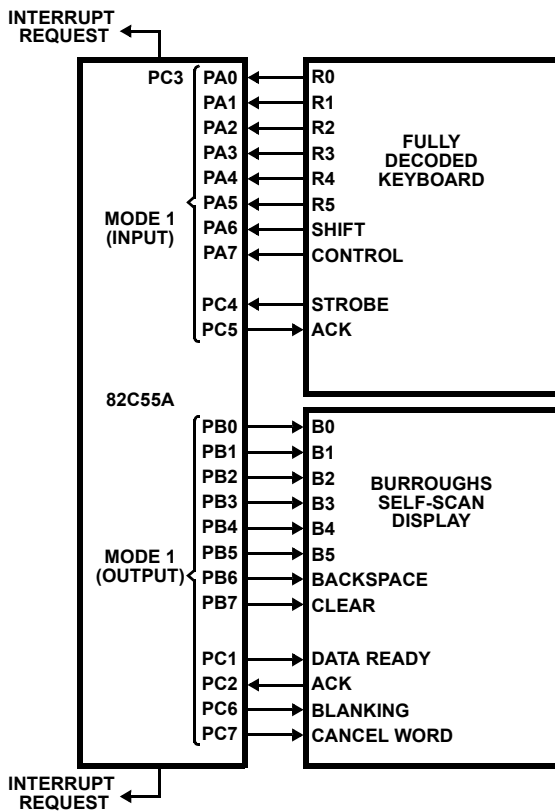 INTERRUPT
REQUEST
PC3 PA0 R0
PA1 R1
PA2 R2
PA3 R3
PA4 R4
PA5 R5
PA6 SHIFT
PA7 CONTROL
MODE 1
(INPUT)
FULLY
DECODED
KEYBOARD
PC4 STROBE
PC5 ACK
82C55A
PB0 B0
PB1 B1
PB2 B2
PB3 B3
PB4 B4
PB5 B5
PB6 BACKSPACE
PB7 CLEAR
MODE 1
(OUTPUT)
BURROUGHS
SELF-SCAN
DISPLAY
PC1 DATA READY
PC2 ACK
PC6 BLANKING
PC7 CANCEL WORD
INTERRUPT
REQUEST